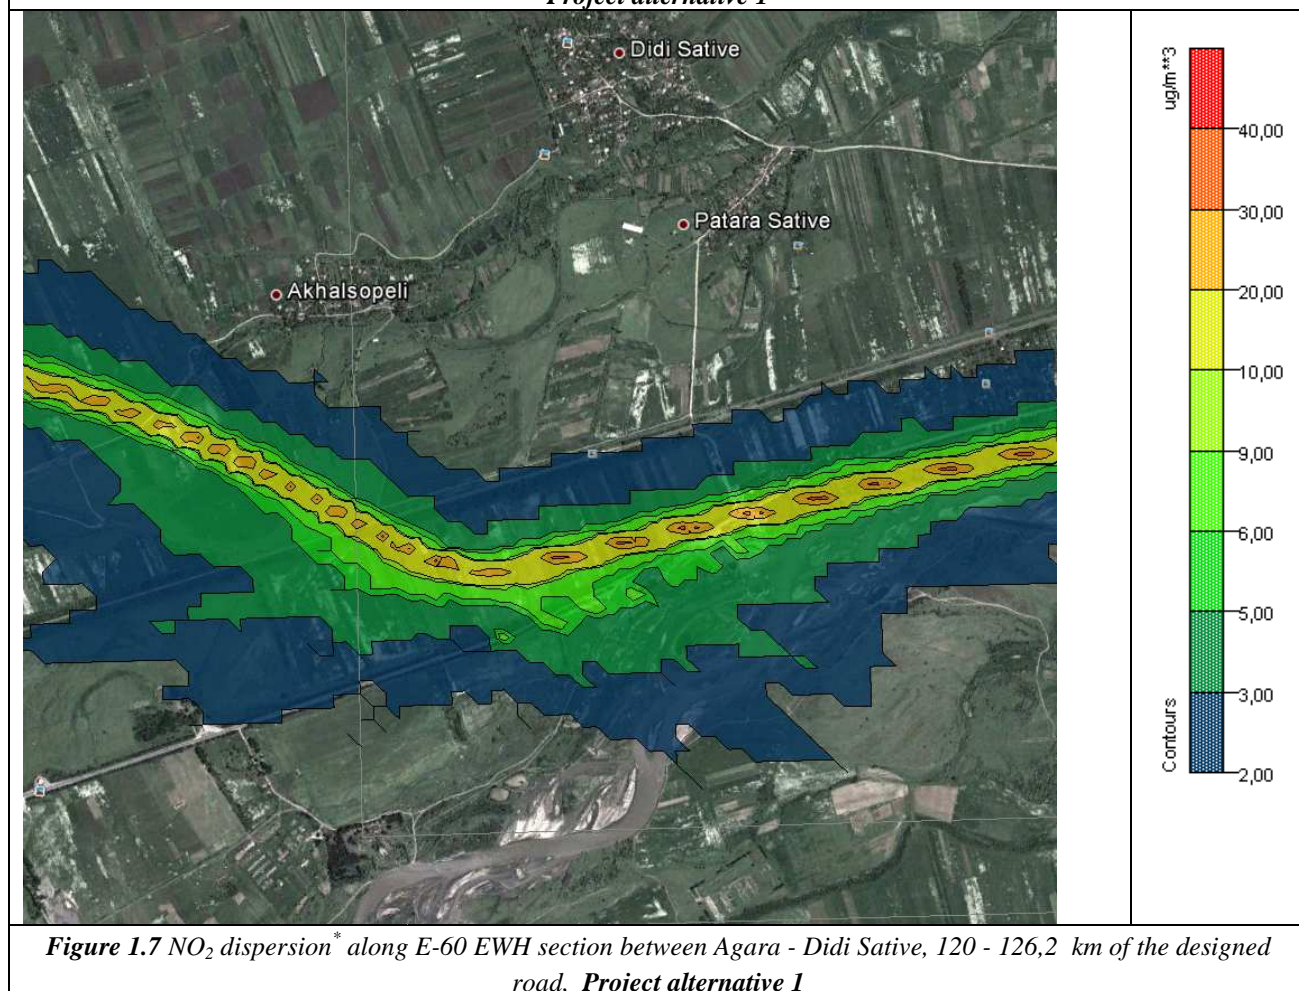 Project alternative 1
Didi Sative
Patara Sative
Akhalsopeli
ug/m**3
40,00
30,00
20,00
10,00
9,00
6,00
5,00
3,00
2,00
Contours
Figure 1.7 NO2 dispersion* along E-60 EWH section between Agara - Didi Sative, 120 - 126,2 km of the designed
road. Project alternative 1